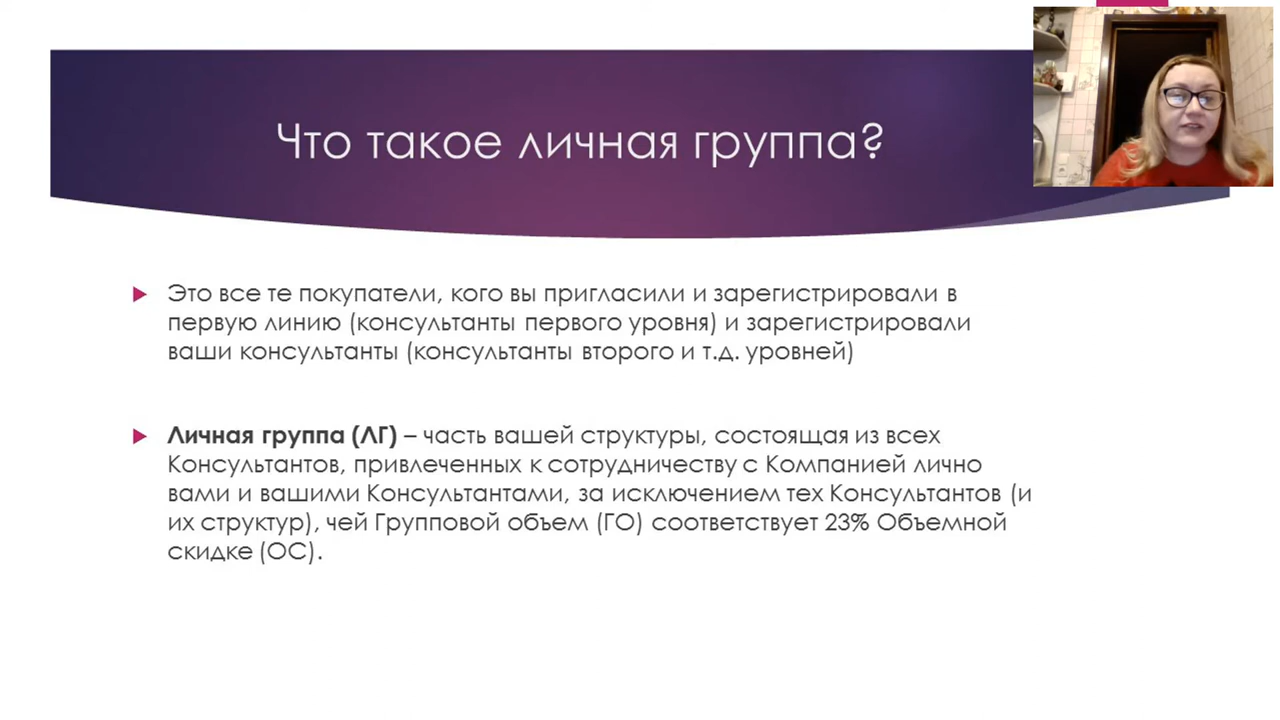 Что такое личная группа?
Это все те покупатели, кого вы пригласили и зарегистрировали в
первую линию (консультанты первого уровня) и зарегистрировали
ваши консультанты (консультанты второго и т.д. уровней)
Личная группа (ЛГ) – часть вашей структуры, состоящая из всех
Консультантов, привлеченных к сотрудничеству с Компанией лично
вами и вашими Консультантами, за исключением тех Консультантов (и
их структур), чей Групповой объем (ГО) соответствует 23% Объемной
скидке (ОС).